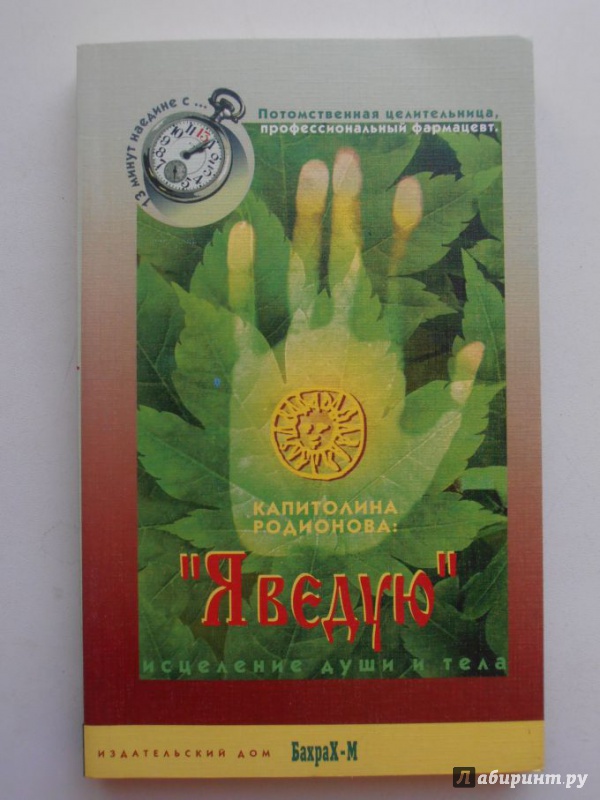 13 минут наедине с ...
Потомственная целительница,
профессиональный фармацевт.
КАПИТОЛИНА
РОДИОНОВА:
"Я ведую"
исцеление души и тела
ИЗДАТЕЛЬСКИЙ ДОМ БахраХ-М
Лабиринт.ру